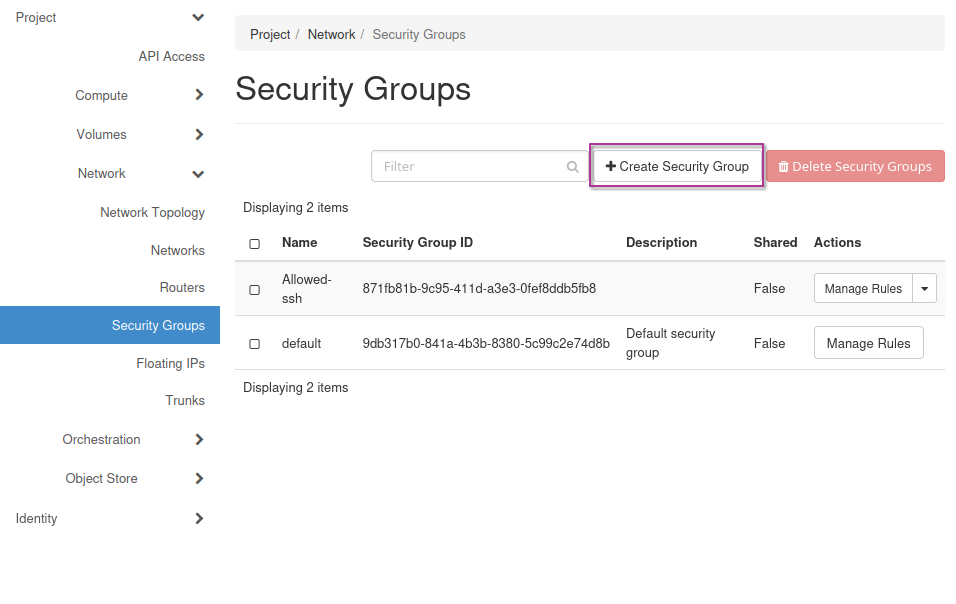 Project
API Access
Compute
Volumes
Network
Network Topology
Networks
Routers
Security Groups
Floating IPs
Trunks
Orchestration
Object Store
Identity
Project / Network / Security Groups
Security Groups
Filter
Create Security Group
Delete Security Groups
Displaying 2 items
Name Security Group ID Description Shared Actions
Allowed-
ssh 871fb81b-9c95-411d-a3e3-0fef8ddb5fb8 False Manage Rules
default 9db317b0-841a-4b3b-8380-5c99c2e74d8b Default security
group False Manage Rules
Displaying 2 items